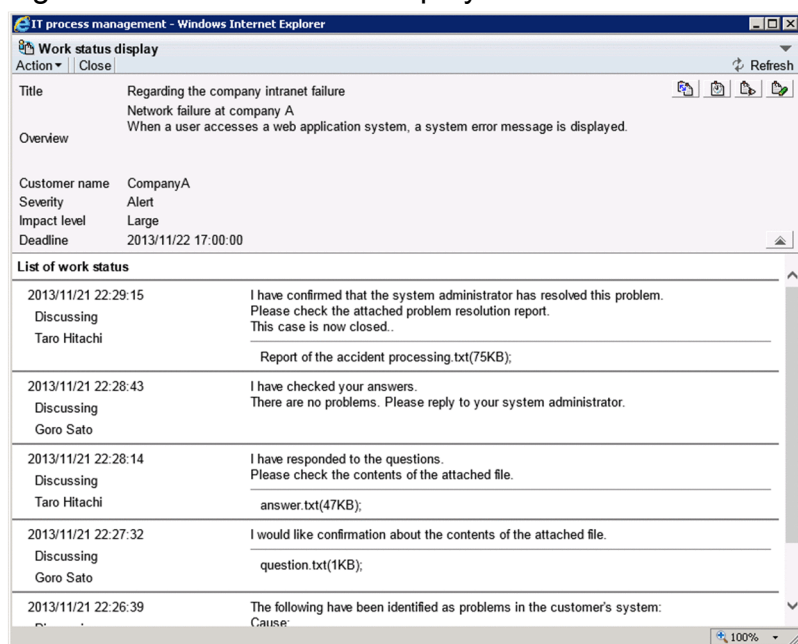 IT process management - Windows Internet Explorer
Work status display
Action Close
Refresh
Title Regarding the company intranet failure
Overview Network failure at company A
When a user accesses a web application system, a system error message is displayed.
Customer name CompanyA
Severity Alert
Impact level Large
Deadline 2013/11/22 17:00:00
List of work status
2013/11/21 22:29:15
Discussing
Taro Hitachi
I have confirmed that the system administrator has resolved this problem.
Please check the attached problem resolution report.
This case is now closed..
Report of the accident processing.txt(75KB);
2013/11/21 22:28:43
Discussing
Goro Sato
I have checked your answers.
There are no problems. Please reply to your system administrator.
2013/11/21 22:28:14
Discussing
Taro Hitachi
I have responded to the questions.
Please check the contents of the attached file.
answer.txt(47KB);
2013/11/21 22:27:32
Discussing
Goro Sato
I would like confirmation about the contents of the attached file.
question.txt(1KB);
2013/11/21 22:26:39
The following have been identified as problems in the customer's system:
Cause:
100%